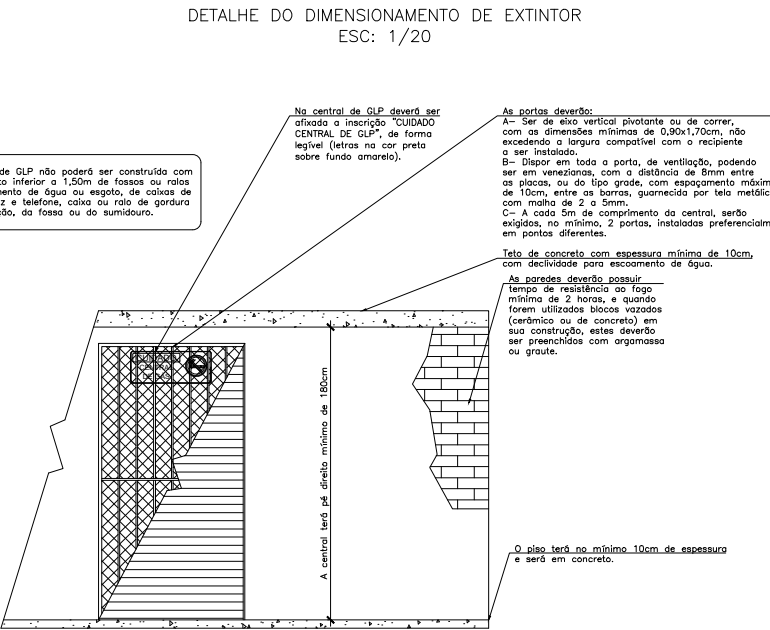 DETALHE DO DIMENSIONAMENTO DE EXTINTOR
ESC: 1/20
Na central de GLP deverá ser
afixada a inscrição "CUIDADO
CENTRAL DE GLP", de forma
legível (letras na cor preta
sobre fundo amarelo).
As portas deverão:
A- Ser de eixo vertical pivotante ou de correr,
com as dimensões mínimas de 0,90x1,70cm, não
excedendo a largura compatível com o recipiente
a ser instalado.
B- Dispor em toda a porta, de ventilação, podendo
ser em venezianas, com a distância de 8mm entre
as placas, ou do tipo grade, com espaçamento máxim
de 10cm, entre as barras, guarnecida por tela metálic
com malha de 2 a 5mm.
C- A cada 5m de comprimento da central, serão
exigidos, no mínimo, 2 portas, instaladas preferencialm
em pontos diferentes.
de GLP não poderá ser construída com
to inferior a 1,50m de fossos ou ralos
mento de água ou esgoto, de caixas de
z e telefone, caixa ou ralo de gordura
ção, da fossa ou do sumidouro.
Teto de concreto com espessura mínima de 10cm,
com declividade para escoamento de água.
As paredes deverão possuir
tempo de resistência ao fogo
mínima de 2 horas, e quando
forem utilizados blocos vazados
(cerâmico ou de concreto) em
sua construção, estes deverão
ser preenchidos com argamassa
ou graute.
CUIDADO
CENTRAL
DE GÁS
A central terá pé direito mínimo de 180cm
O piso terá no mínimo 10cm de espessura
e será em concreto.